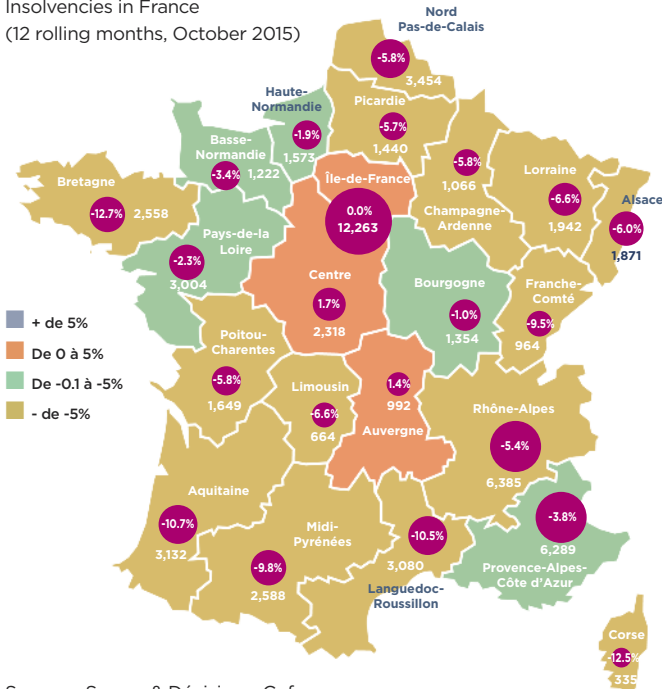 Insolvencies in France
(12 rolling months, October 2015)
Nord
Pas-de-Calais
-5.8%
3,454
Haute-
Normandie
-1.9%
1,573
Picardie
-5.7%
1,440
Basse-
Normandie
-3.4%
1,222
Île-de-France
0.0%
12,263
-5.8%
1,066
Champagne-
Ardenne
Lorraine
-6.6%
1,942
Alsace
-6.0%
1,871
Bretagne
-12.7%
2,558
Pays-de-la
Loire
-2.3%
3,004
Centre
1.7%
2,318
Bourgogne
-1.0%
1,354
Franche-
Comté
-9.5%
964
+ de 5%
De 0 à 5%
De -0.1 à -5%
- de -5%
Poitou-
Charentes
-5.8%
1,649
Limousin
-6.6%
664
1.4%
992
Auvergne
Rhône-Alpes
-5.4%
6,385
Aquitaine
-10.7%
3,132
Midi-
Pyrénées
-9.8%
2,588
-10.5%
3,080
Languedoc-
Roussillon
-3.8%
6,289
Provence-Alpes-
Côte d'Azur
Corse
-12.5%
335